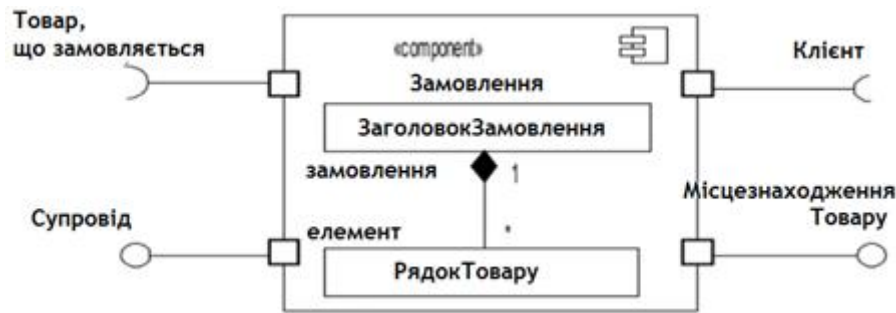 Товар,
що замовляється
«component»
Клієнт
Замовлення
ЗаголовокЗамовлення
замовлення
1
Місцезнаходження
Товару
Супровід
елемент
*
РядокТовару